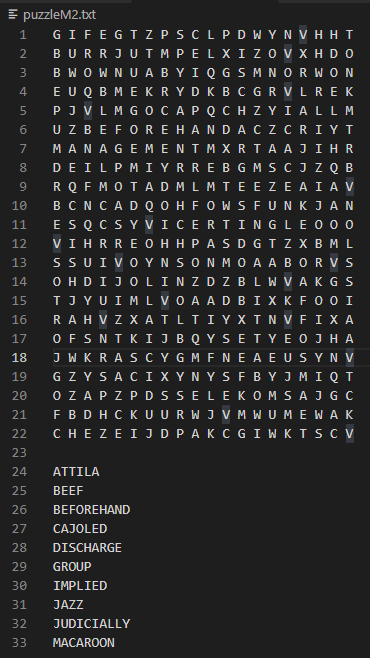 puzzleM2.txt
1 G I F E G T Z P S C L P D W Y N V H H T
2 B U R R J U T M P E L X I Z O V X H D O
3 B W O W N U A B Y I Q G S M N O R W O N
4 E U Q B M E K R Y D K B C G R V L R E K
5 P J V L M G O C A P Q C H Z Y I A L L M
6 U Z B E F O R E H A N D A C Z C R I Y T
7 M A N A G E M E N T M X R T A A J I H R
8 D E I L P M I Y R R E B G M S C J Z Q B
9 R Q F M O T A D M L M T E E Z E A I A V
10 B C N C A D Q O H F O W S F U N K J A N
11 E S Q C S Y V I C E R T I N G L E O O O
12 V I H R R E O H H P A S D G T Z X B M L
13 S S U I V O Y N S O N M O A A B O R V S
14 O H D I J O L I N Z D Z B L W V A K G S
15 T J Y U I M L V O A A D B I X K F O O I
16 R A H V Z X A T L T I Y X T N V F I X A
17 O F S N T K I J B Q Y S E T Y E O J H A
18 J W K R A S C Y G M F N E A E U S Y N V
19 G Z Y S A C I X Y N Y S F B Y J M I Q T
20 O Z A P Z P D S S E L E K O M S A J G C
21 F B D H C K U U R W J V M W U M E W A K
22 C H E Z E I J D P A K C G I W K T S C V
23
24 ATTILA
25 BEEF
26 BEFOREHAND
27 CAJOLED
28 DISCHARGE
29 GROUP
30 IMPLIED
31 JAZZ
32 JUDICIALLY
33 MACAROON